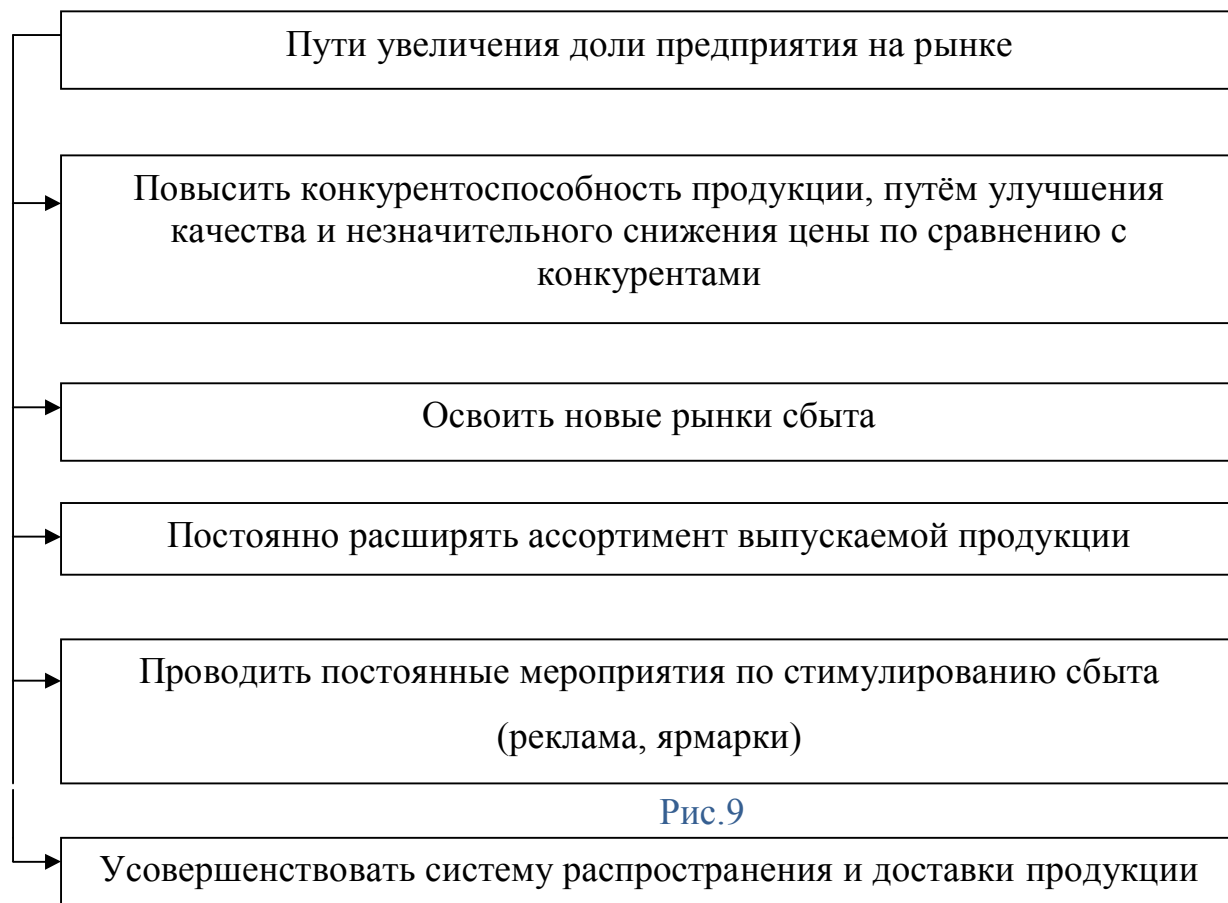 Пути увеличения доли предприятия на рынке
Повысить конкурентоспособность продукции, путём улучшения
качества и незначительного снижения цены по сравнению с
конкурентами
Освоить новые рынки сбыта
Постоянно расширять ассортимент выпускаемой продукции
Проводить постоянные мероприятия по стимулированию сбыта
(реклама, ярмарки)
Рис.9
Усовершенствовать систему распространения и доставки продукции